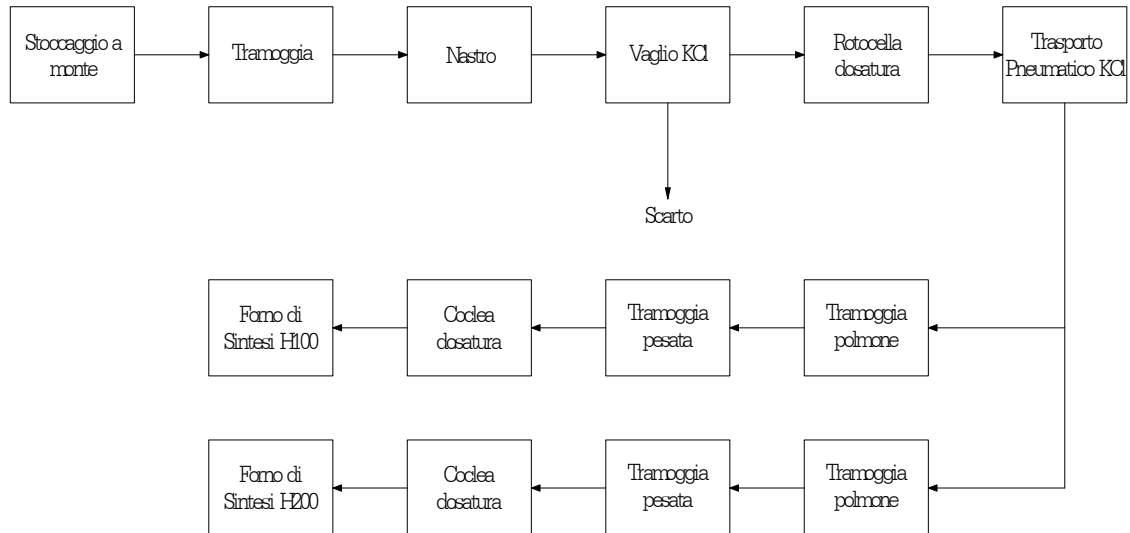 Stoccaggio a
monte
Tramoggia
Nastro
Vaglio KCl
Rotocella
dosatura
Trasporto
Pneumatico KCl
Scarto
Forno di
Sintesi H100
Coclea
dosatura
Tramoggia
pesata
Tramoggia
polmone
Forno di
Sintesi H200
Coclea
dosatura
Tramoggia
pesata
Tramoggia
polmone